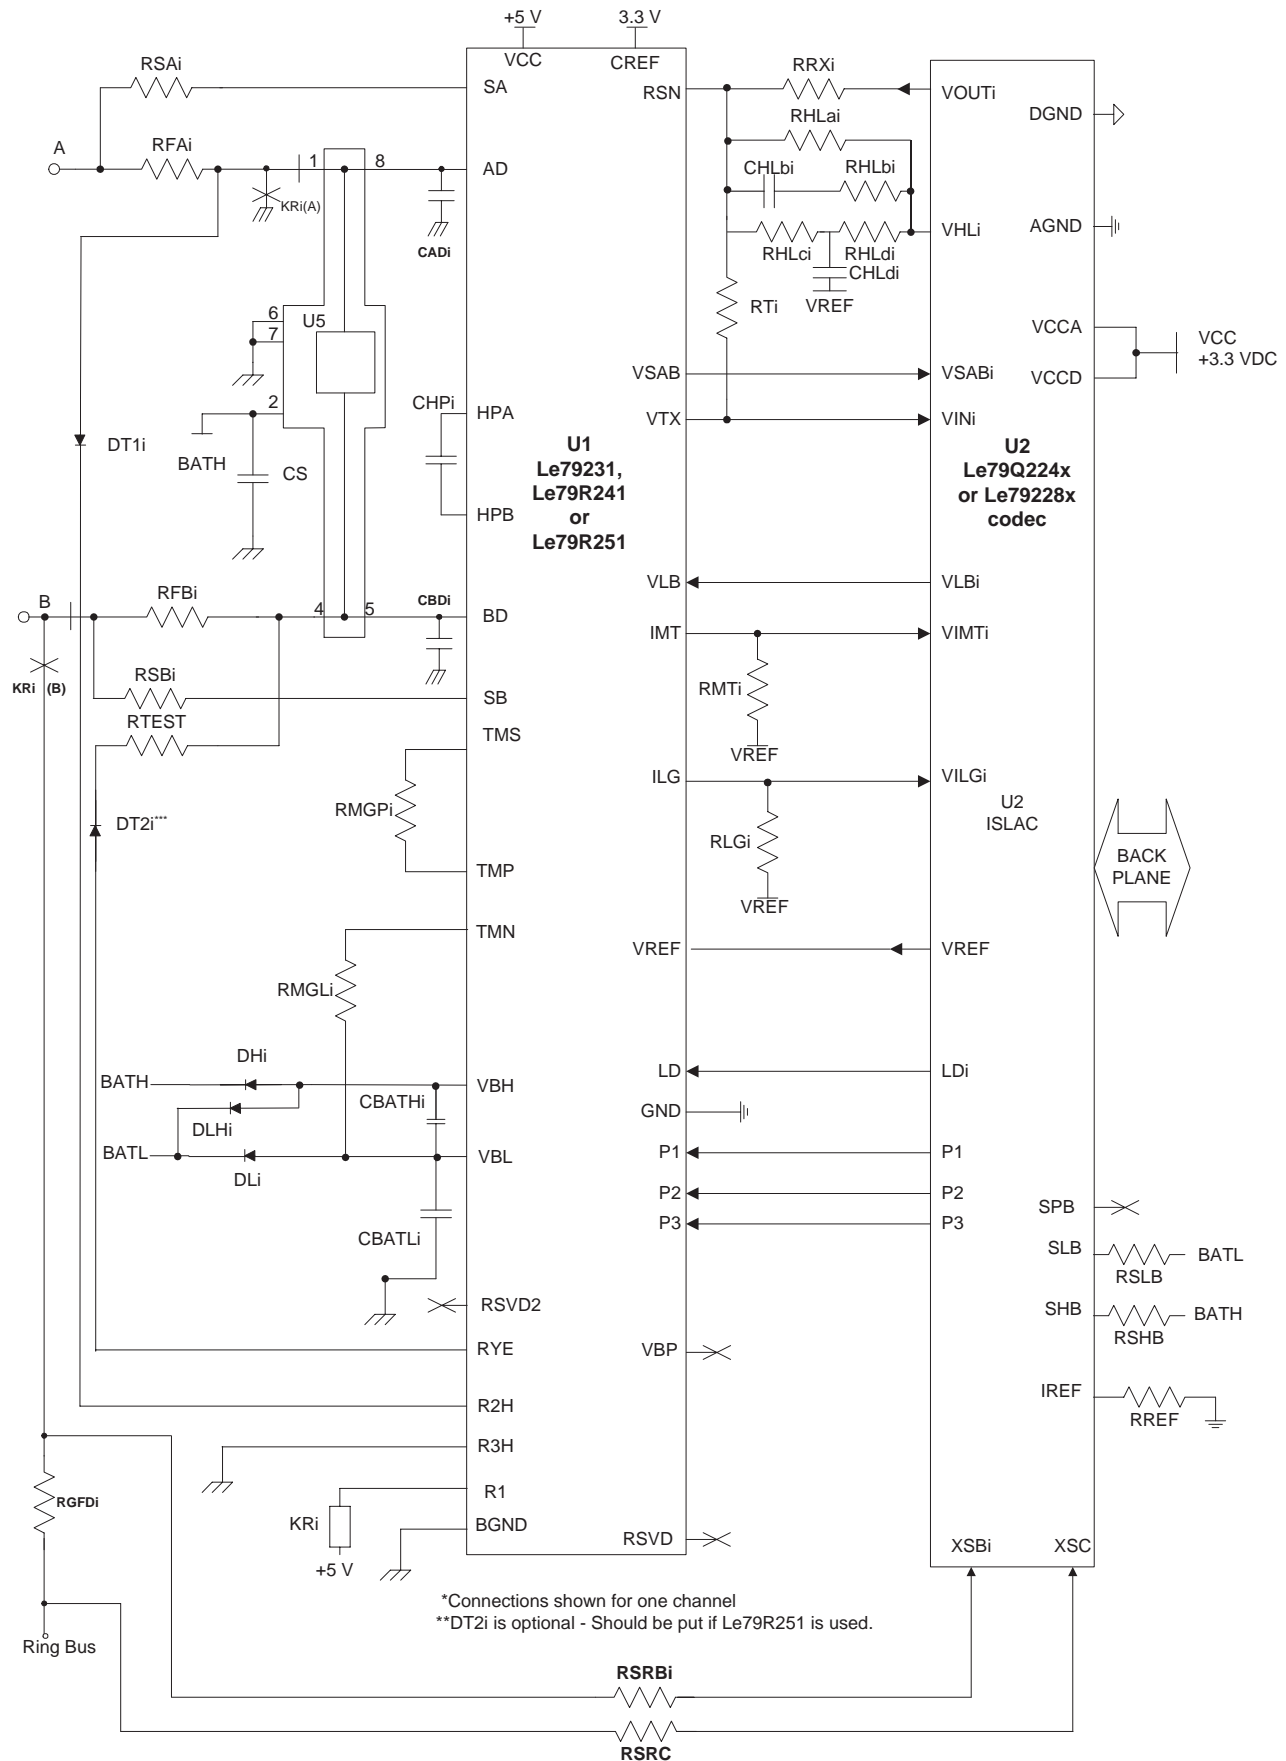 +5 V
3.3 V
VCC
CREF
RSAi
SA
RSN
RRXi
VOUTi
DGND
RHLai
A
RFAi
1
8
AD
CHLbi
RHLbi
KRi(A)
CADi
VHLi
AGND
RHLci
RHLdi
CHLdi
VREF
RTi
6
7
U5
VCCA
VCC
+3.3 VDC
VCCD
VSAB
VSABi
2
CHPi
HPA
VTX
VINi
DT1i
BATH
CS
U1
Le79231,
Le79R241
or
Le79R251
U2
Le79Q224x
or Le79228x
codec
HPB
VLB
VLBi
B
RFBi
4
5
CBDi
BD
IMT
VIMTi
KRi (B)
RSBi
SB
RMTi
RTEST
TMS
VREF
ILG
VILGi
RMGPi
U2
ISLAC
DT2i***
RLGi
BACK
PLANE
TMP
VREF
TMN
VREF
VREF
RMGLi
DHi
BATH
VBH
LD
LDi
CBATHi
GND
DLHi
BATL
VBL
P1
P1
DLi
P2
P2
SPB
CBATLi
P3
P3
SLB
RSLB
BATL
RSVD2
SHB
RSHB
BATH
RYE
VBP
IREF
RREF
R2H
R3H
RGFDi
R1
KRi
BGND
+5 V
RSVD
XSBi
XSC
*Connections shown for one channel
**DT2i is optional - Should be put if Le79R251 is used.
Ring Bus
RSRBi
RSRC